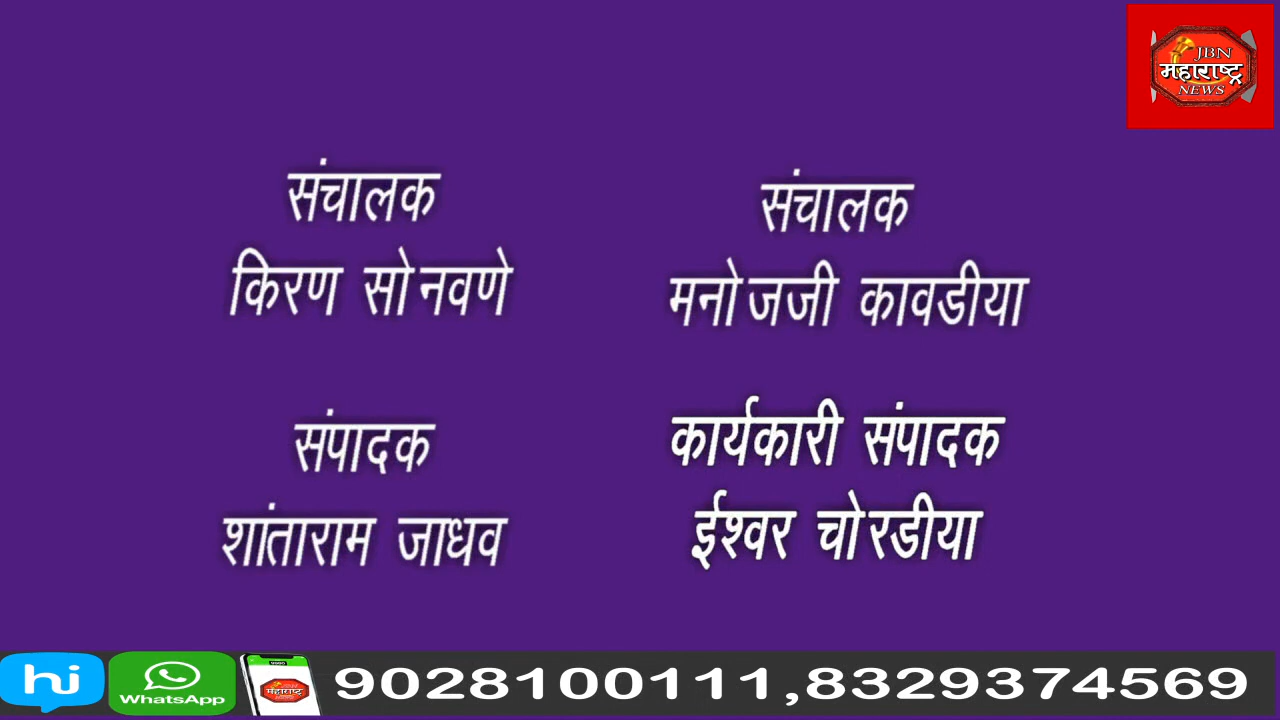 JBN
महाराष्ट्र
NEWS
संचालक
किरण सोनवणे
संचालक
मनोजजी कावडीया
संपादक
शांताराम जाधव
कार्यकारी संपादक
ईश्वर चोरडीया
hi
WhatsApp
महाराष्ट्र
9028100111,8329374569